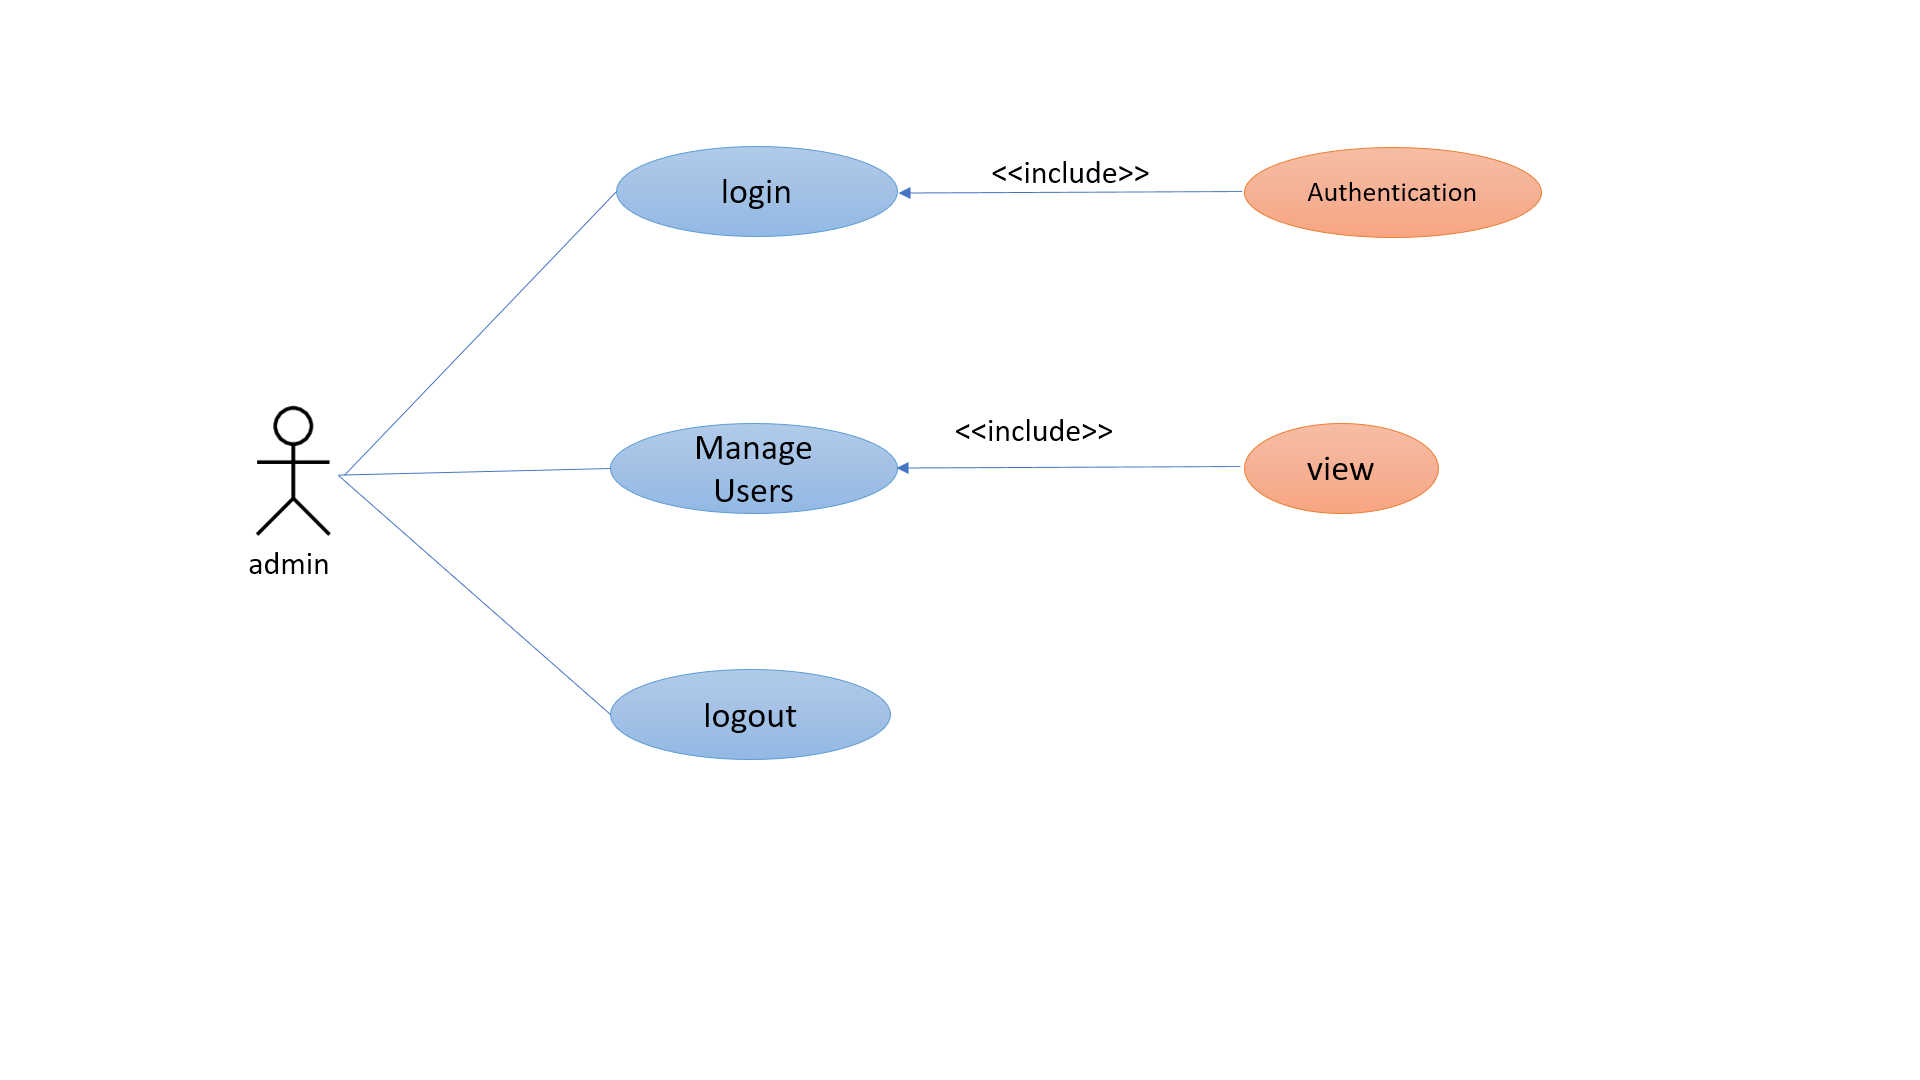 login
<<include>>
Authentication
<<include>>
Manage
Users
view
admin
logout